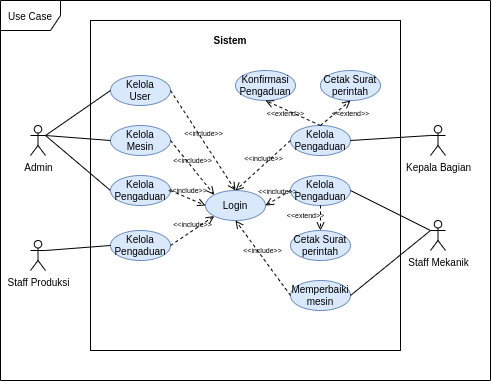 Use Case
Sistem
Kelola
User
Konfirmasi
Pengaduan
Cetak Surat
perintah
<<extend>>
<<extend>>
<<include>>
Kelola
Mesin
Kelola
Pengaduan
Admin
Kepala Bagian
<<include>>
<<include>>
Kelola
Pengaduan
<<include>>
Login
<<include>>
Kelola
Pengaduan
<<include>>
<<extend>>
Kelola
Pengaduan
<<include>>
Cetak Surat
perintah
Staff Produksi
Staff Mekanik
Memperbaiki
mesin